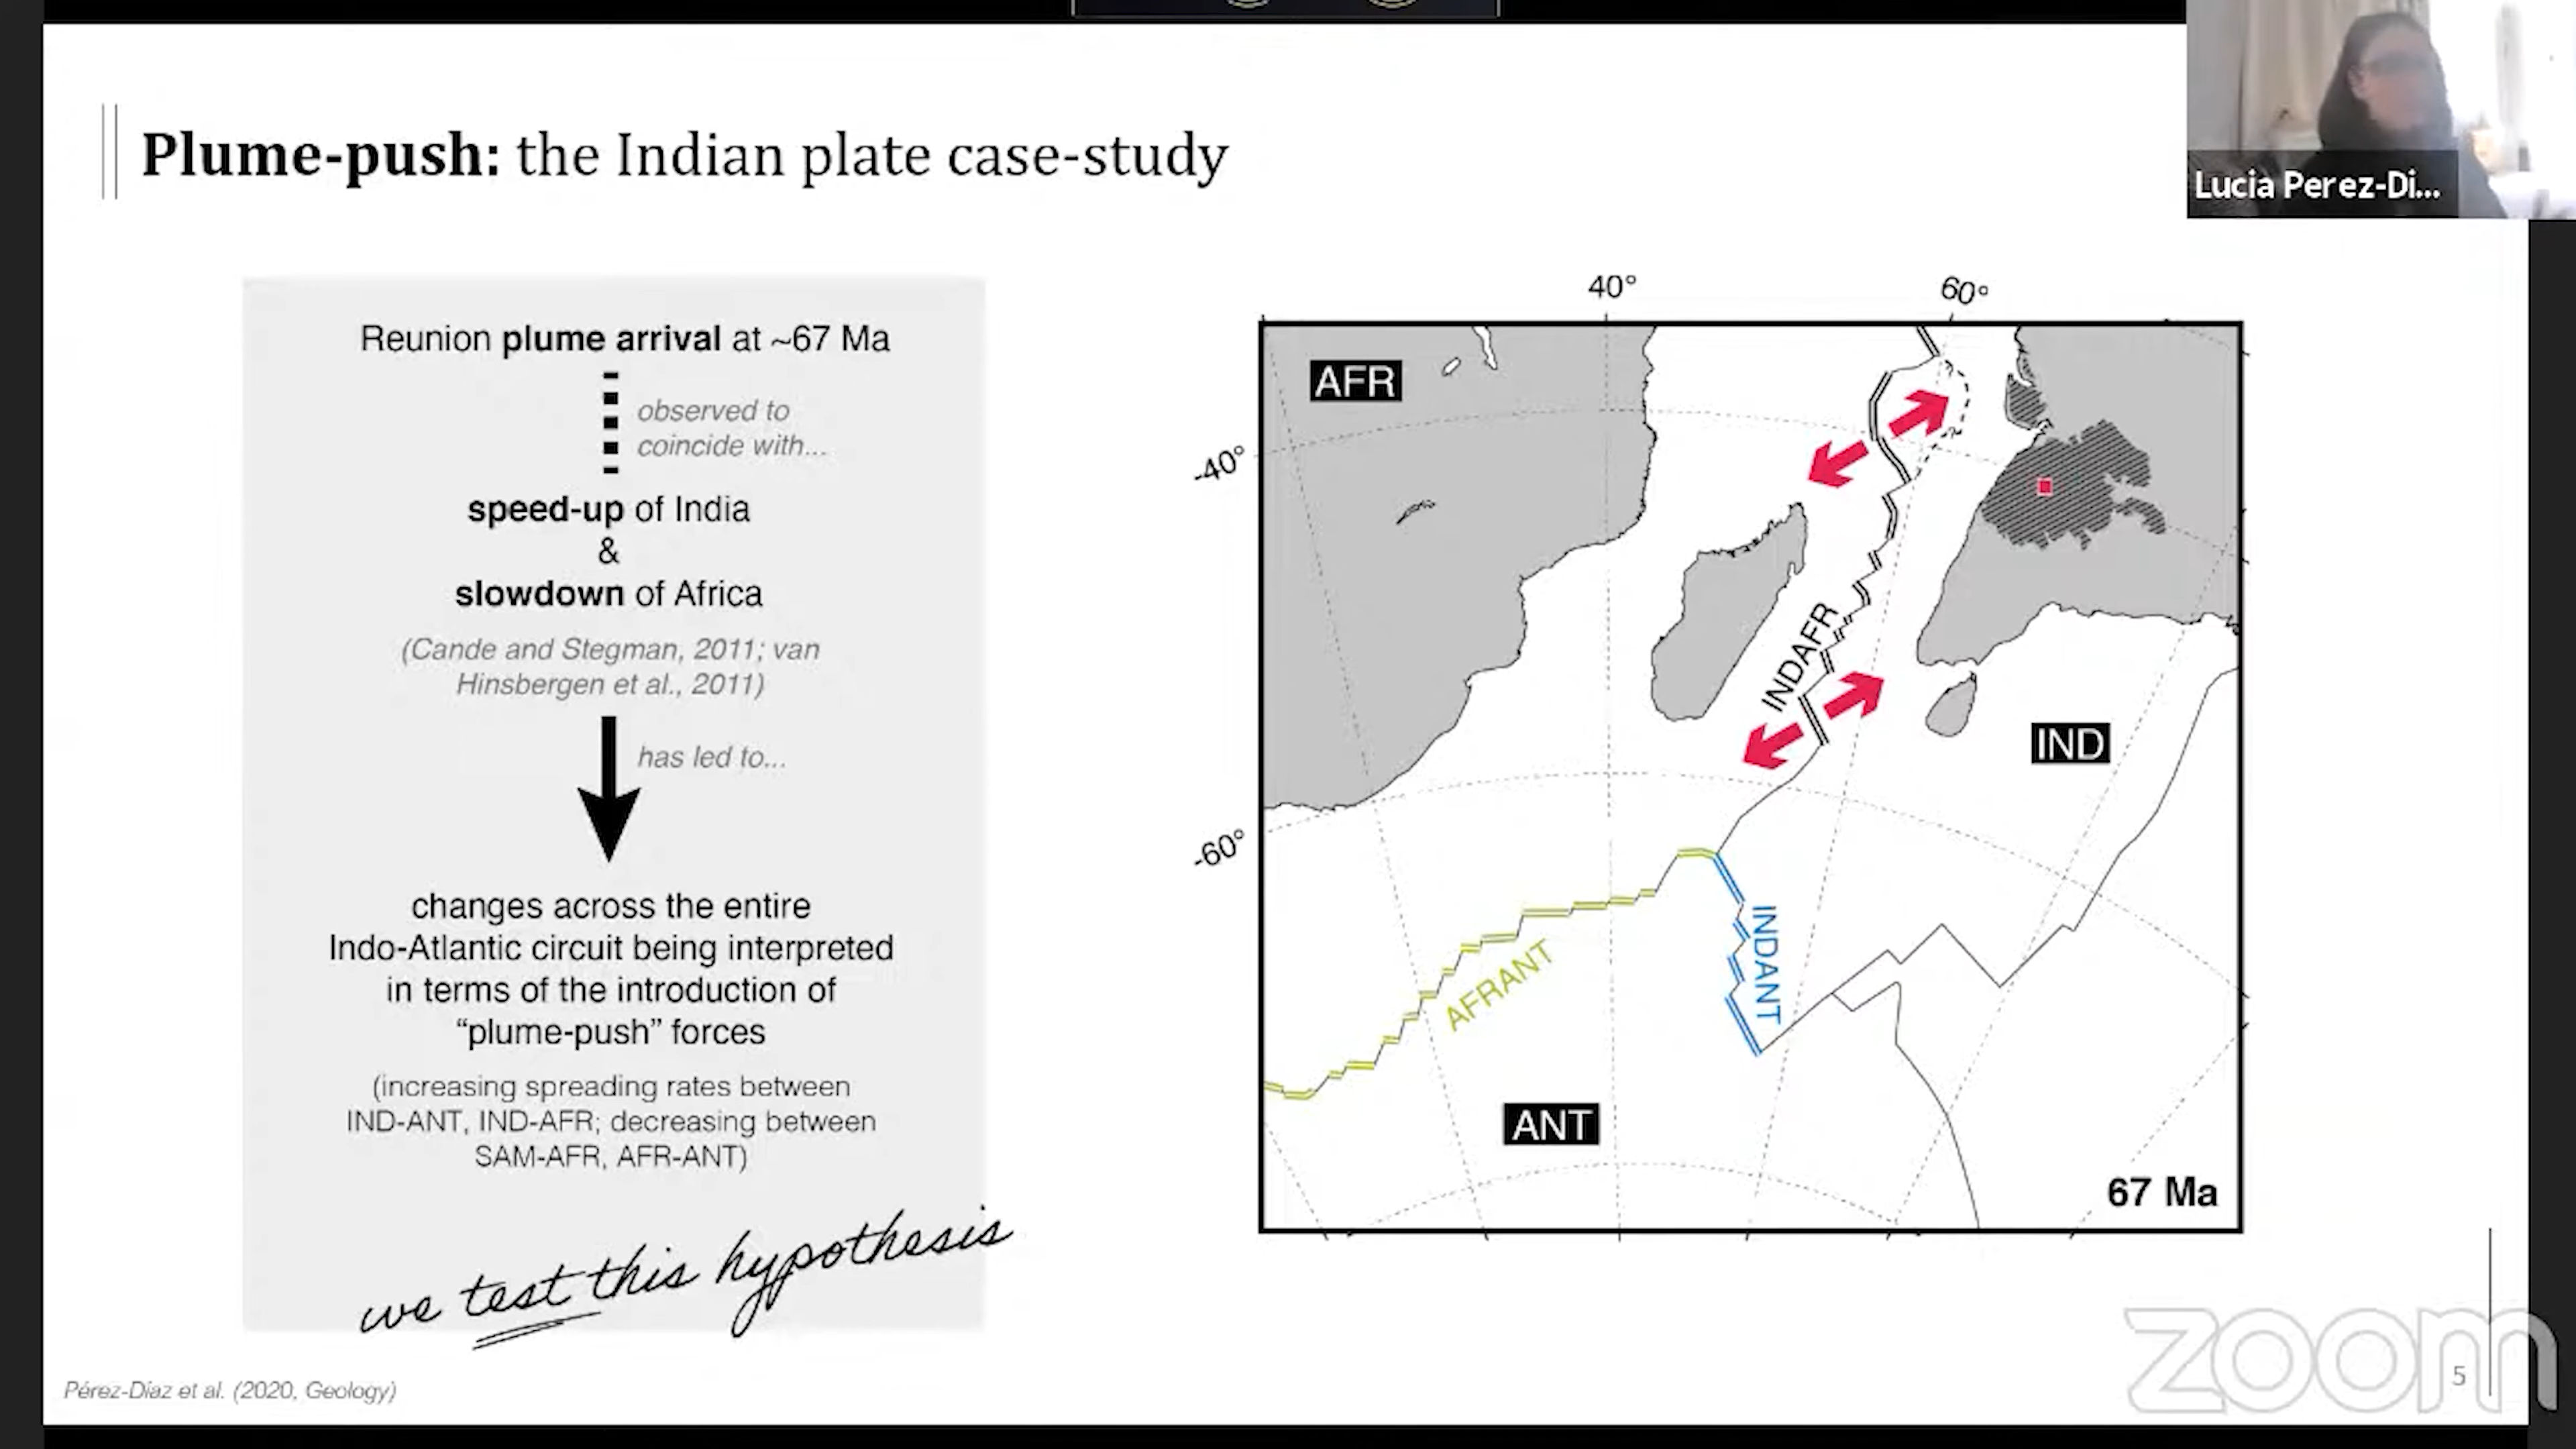 Lucia Perez-Di...
Plume-push: the Indian plate case-study
Reunion plume arrival at ~67 Ma
observed to
coincide with...
speed-up of India
&
slowdown of Africa
(Cande and Stegman, 2011; van
Hinsbergen et al., 2011)
has led to...
changes across the entire
Indo-Atlantic circuit being interpreted
in terms of the introduction of
“plume-push” forces
(increasing spreading rates between
IND-ANT, IND-AFR; decreasing between
SAM-AFR, AFR-ANT)
we test this hypothesis
40°
60°
-40°
-60°
AFR
INDAFR
IND
AFRANT
INDANT
ANT
67 Ma
Pérez-Díaz et al. (2020, Geology)
5
zoom